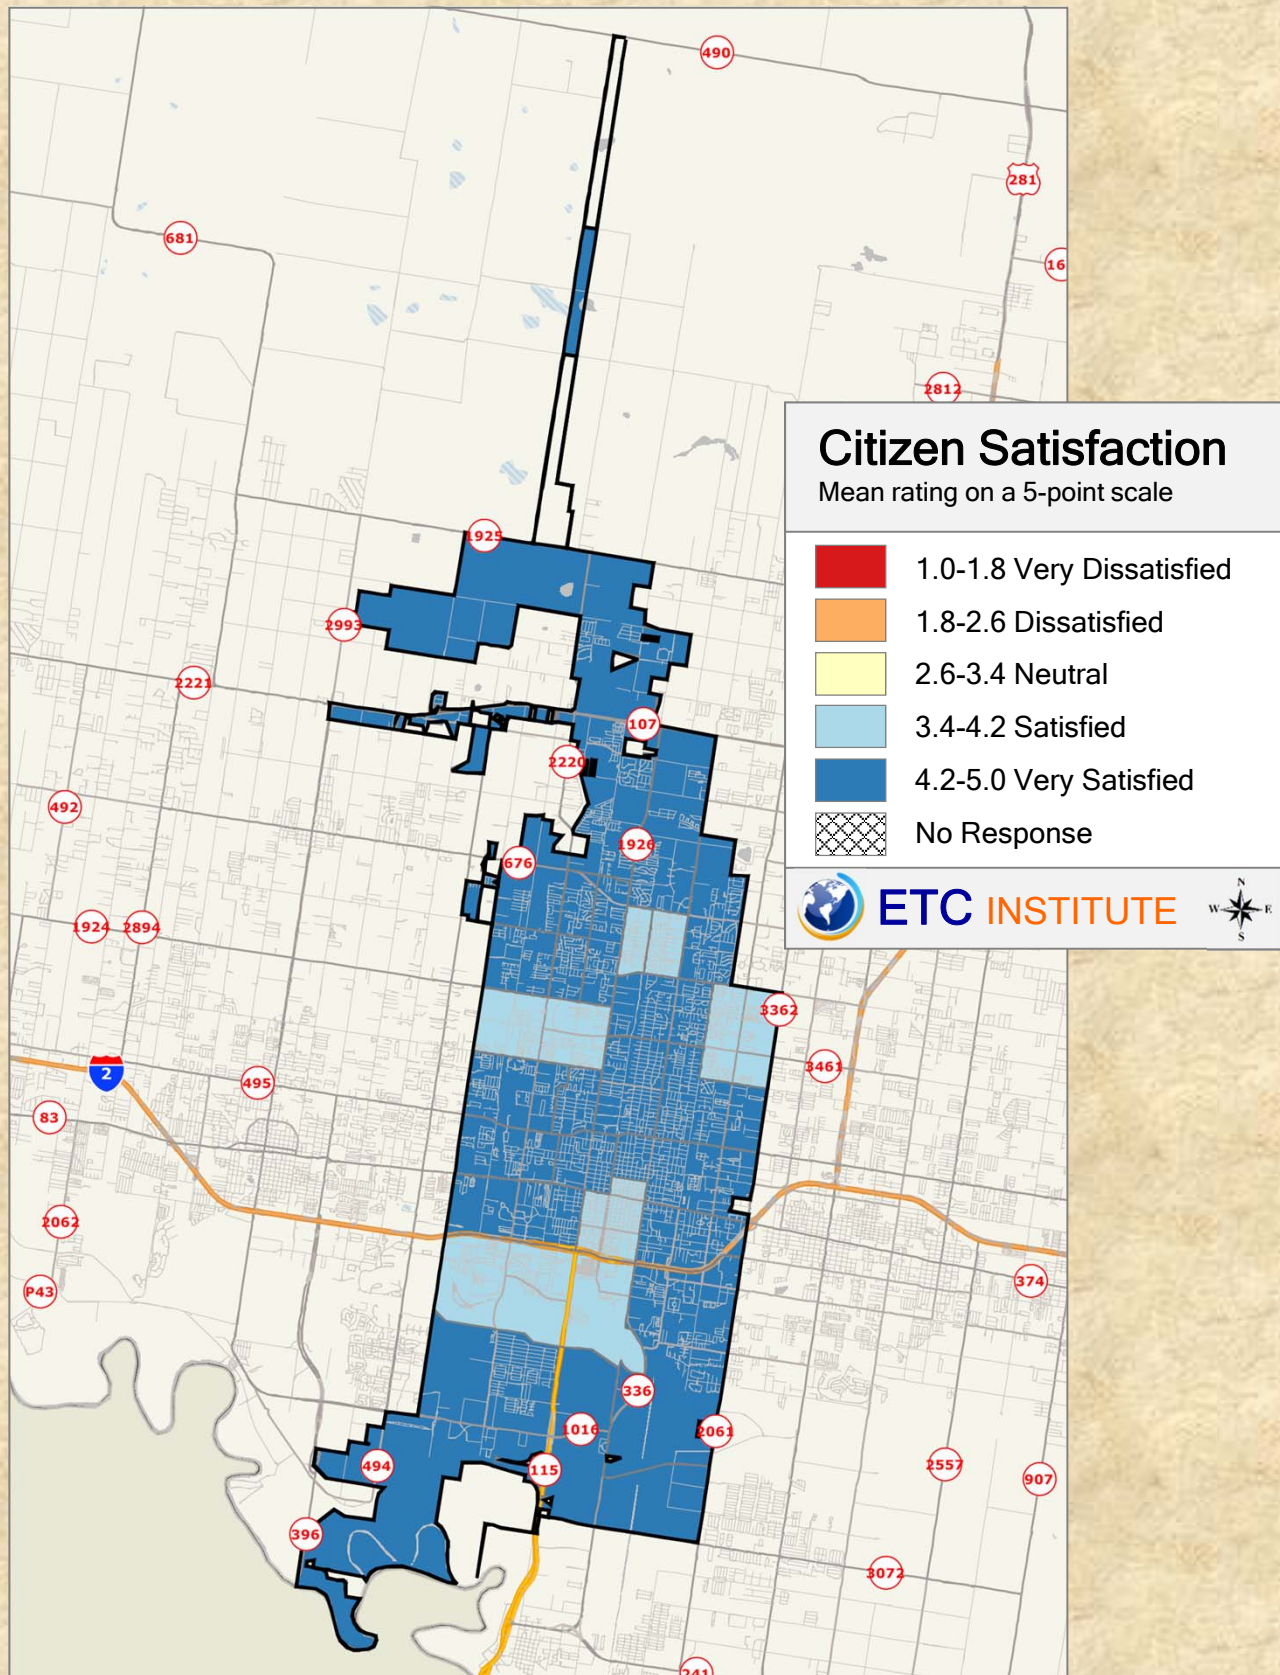 490
281
681
16
2812
Citizen Satisfaction
Mean rating on a 5-point scale
1.0-1.8 Very Dissatisfied
1.8-2.6 Dissatisfied
2.6-3.4 Neutral
3.4-4.2 Satisfied
4.2-5.0 Very Satisfied
No Response
ETC INSTITUTE
N
W E
S
1925
2993
2221
107
2220
492
1926
676
1924
2894
3362
3461
2
495
83
2062
374
P43
336
1016
2061
494
115
2557
907
396
3072
241